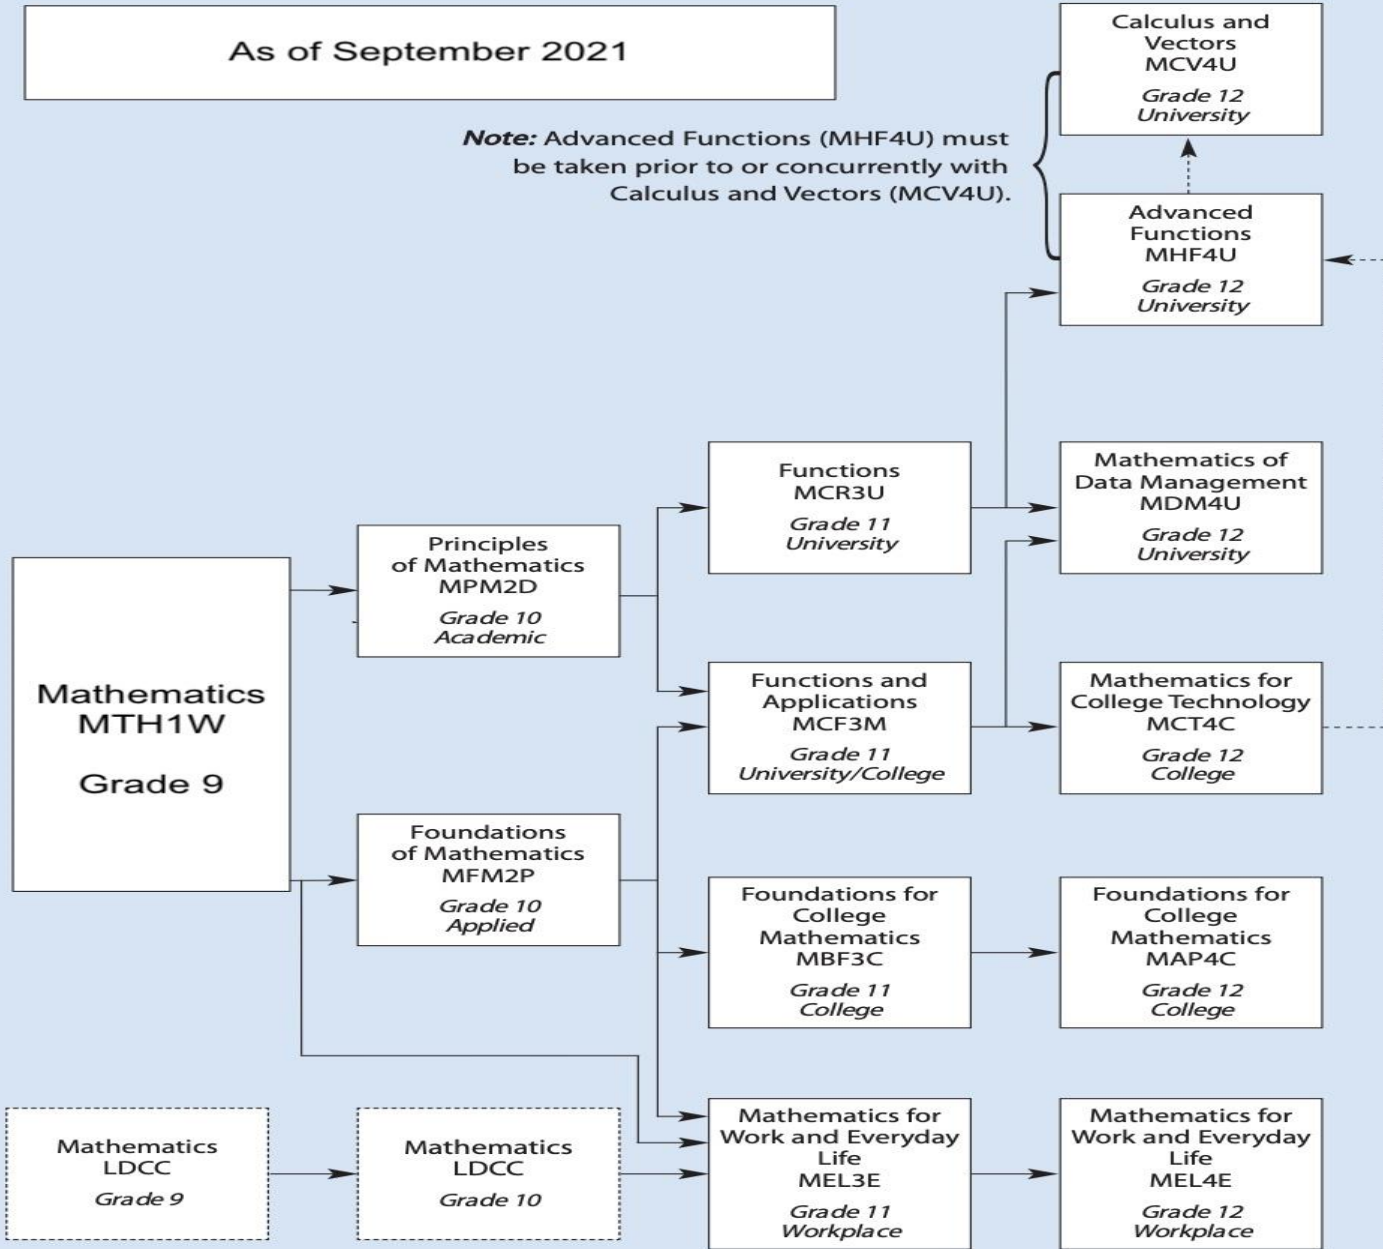 As of September 2021
Calculus and
Vectors
MCV4U
Grade 12
University
Note: Advanced Functions (MHF4U) must
be taken prior to or concurrently with
Calculus and Vectors (MCV4U).
Advanced
Functions
MHF4U
Grade 12
University
Functions
MCR3U
Grade 11
University
Mathematics of
Data Management
MDM4U
Grade 12
University
Principles
of Mathematics
MPM2D
Grade 10
Academic
Mathematics
MTH1W
Grade 9
Functions and
Applications
MCF3M
Grade 11
University/College
Mathematics for
College Technology
MCT4C
Grade 12
College
Foundations
of Mathematics
MFM2P
Grade 10
Applied
Foundations for
College
Mathematics
MBF3C
Grade 11
College
Foundations for
College
Mathematics
MAP4C
Grade 12
College
Mathematics
LDCC
Grade 9
Mathematics
LDCC
Grade 10
Mathematics for
Work and Everyday
Life
MEL3E
Grade 11
Workplace
Mathematics for
Work and Everyday
Life
MEL4E
Grade 12
Workplace